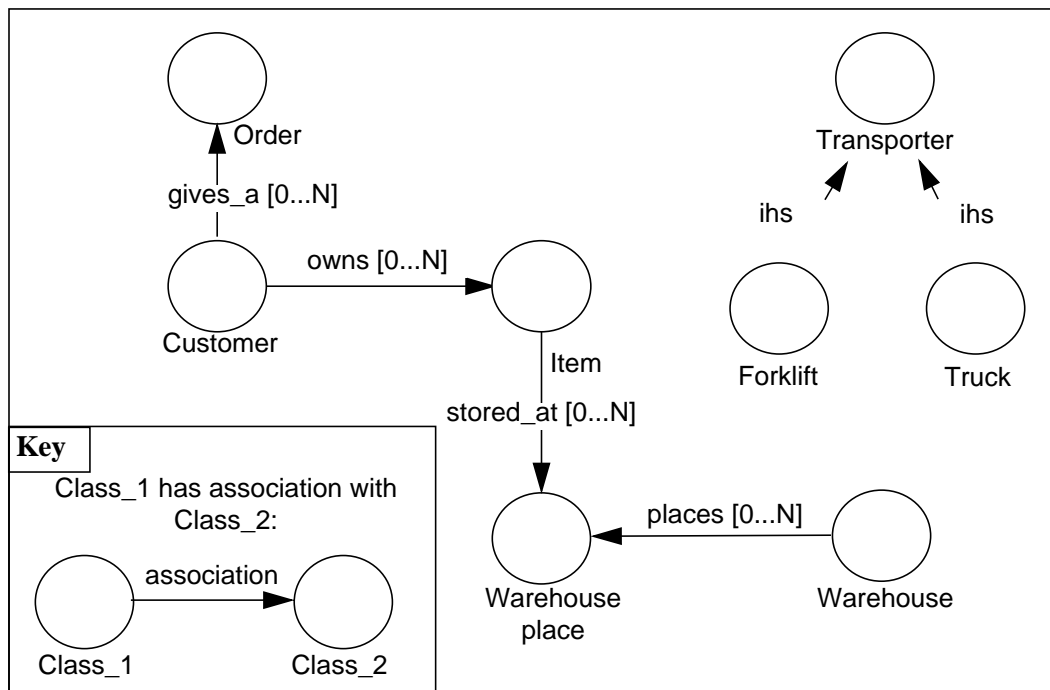 Order
Transporter
gives_a [0...N]
ihs
ihs
owns [0...N]
Customer
Item
Forklift
Truck
stored_at [0...N]
Key
Class_1 has association with
Class_2:
association
Class_1
Class_2
places [0...N]
Warehouse
place
Warehouse